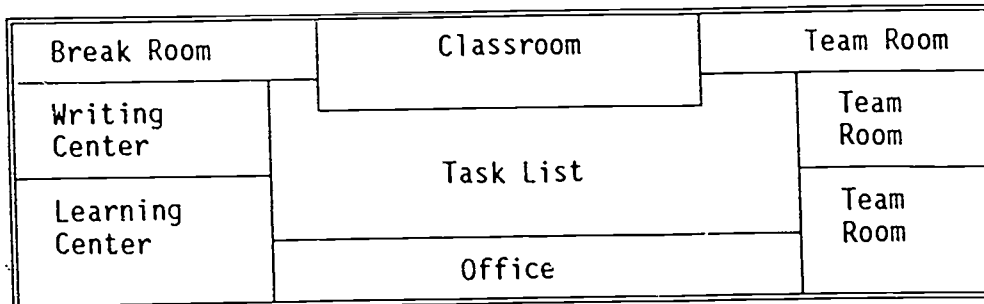 Break Room
Classroom
Team Room
Writing
Center
Team
Room
Task List
Learning
Center
Team
Room
Office